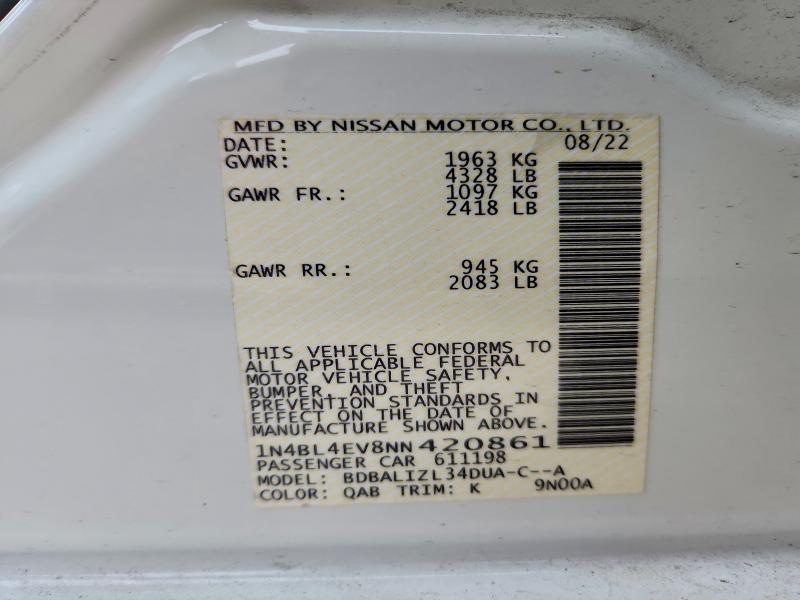 MFD BY NISSAN MOTOR CO., LTD.
DATE: 08/22
GVWR: 1963 KG
4328 LB
GAWR FR.: 1097 KG
2418 LB
GAWR RR.: 945 KG
2083 LB
THIS VEHICLE CONFORMS TO
ALL APPLICABLE FEDERAL
MOTOR VEHICLE SAFETY,
BUMPER, AND THEFT
PREVENTION STANDARDS IN
EFFECT ON THE DATE OF
MANUFACTURE SHOWN ABOVE.
1N4BL4EV8NN420861
PASSENGER CAR 611198
MODEL: BDBALIZL34DUA-C--A
COLOR: QAB TRIM: K 9N00A